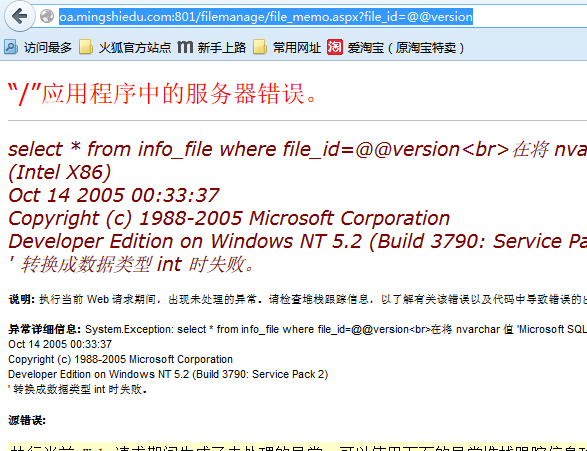 oa.mingshiedu.com:801/filemanage/file_memo.aspx?file_id=@@version
访问最多 火狐官方站点 新手上路 常用网址 淘 爱淘宝（原淘宝特卖）
“/”应用程序中的服务器错误。
select * from info_file where file_id=@@version<br>在将 nva
(Intel X86)
Oct 14 2005 00:33:37
Copyright (c) 1988-2005 Microsoft Corporation
Developer Edition on Windows NT 5.2 (Build 3790: Service Pa
' 转换成数据类型 int 时失败。
说明: 执行当前 Web 请求期间，出现未处理的异常。请检查堆栈跟踪信息，以了解有关该错误以及代码中导致错误的出
异常详细信息: System.Exception: select * from info_file where file_id=@@version<br>在将 nvarchar 值 'Microsoft SQL
Oct 14 2005 00:33:37
Copyright (c) 1988-2005 Microsoft Corporation
Developer Edition on Windows NT 5.2 (Build 3790: Service Pack 2)
' 转换成数据类型 int 时失败。
源错误: